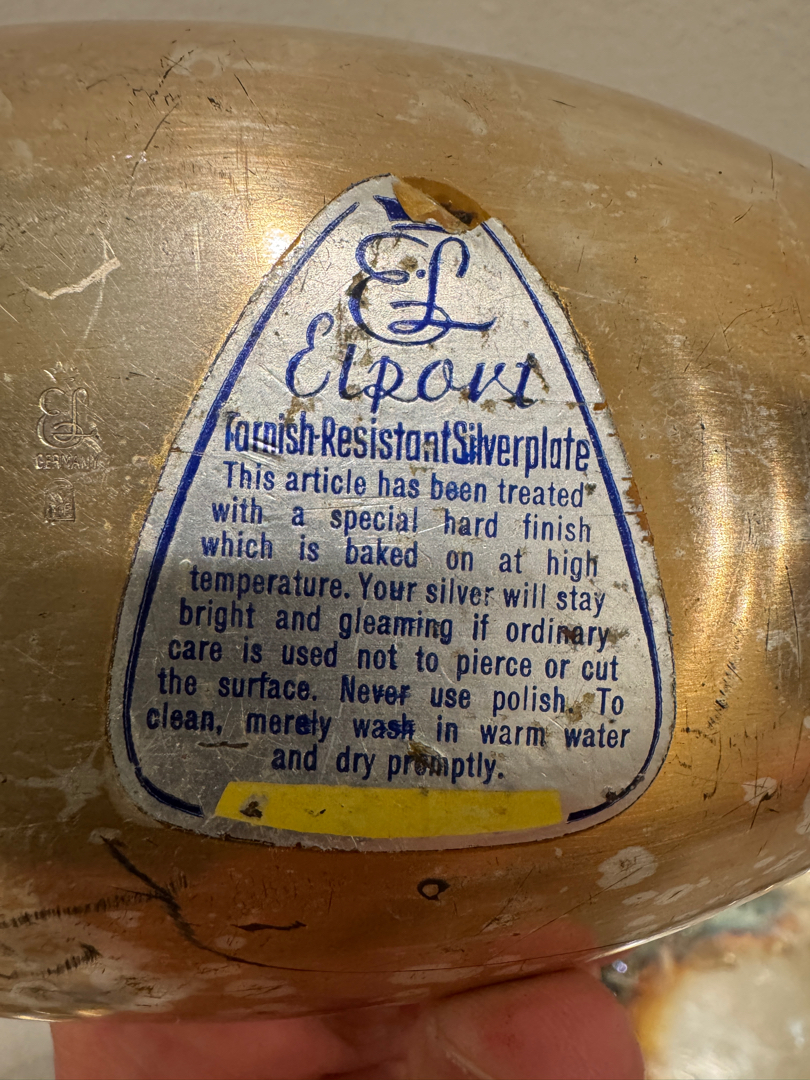 EL
Elpovi
Tarnish-Resistant Silverplate
This article has been treated
with a special hard finish
which is baked on at high
temperature. Your silver will stay
bright and gleaming if ordinary
care is used not to pierce or cut
the surface. Never use polish. To
clean, merely wash in warm water
and dry promptly.
EL
GERMANY